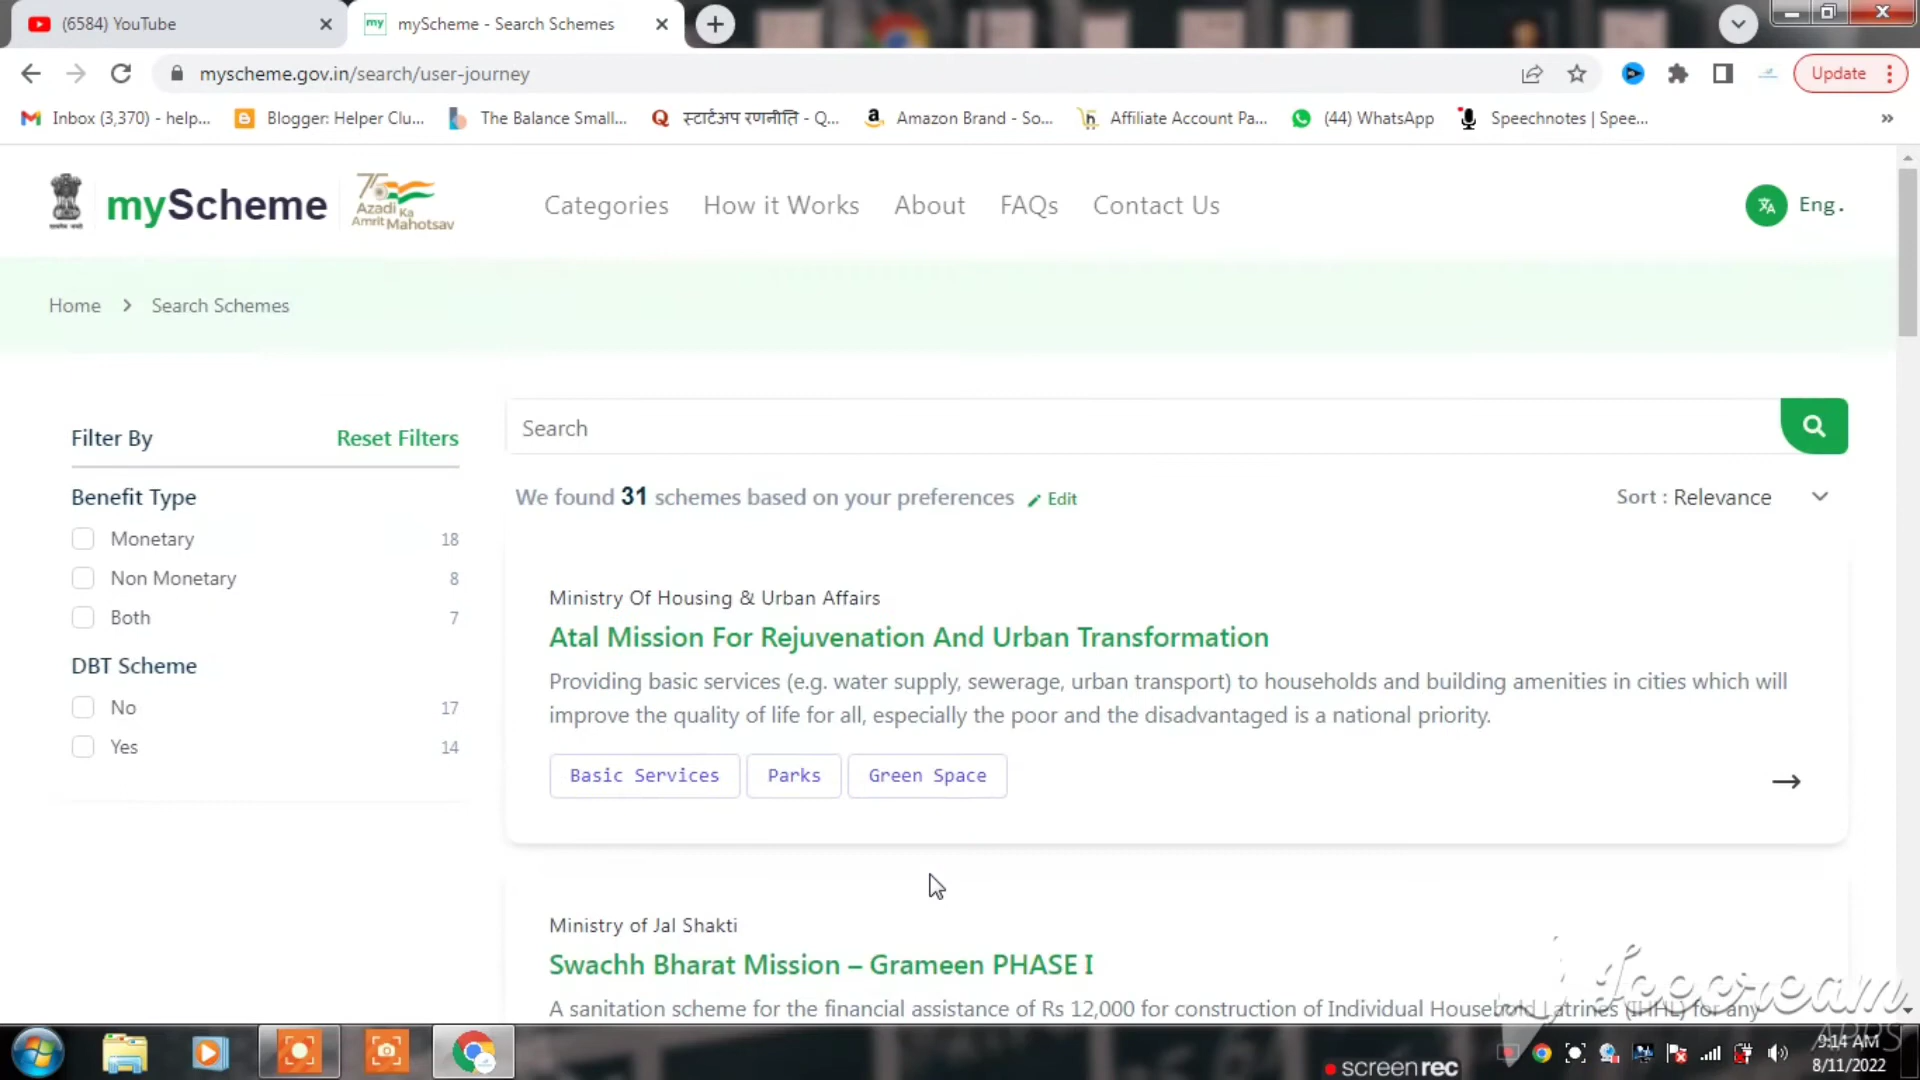 (6584) YouTube
myScheme - Search Schemes
myscheme.gov.in/search/user-journey
Update
Inbox (3,370) - help...
Blogger: Helper Clu...
The Balance Small...
स्टार्टअप रणनीति - Q...
Amazon Brand - So...
Affiliate Account Pa...
(44) WhatsApp
Speechnotes | Spee...
myScheme
Azadi Ka
Amrit Mahotsav
Categories
How it Works
About
FAQs
Contact Us
Eng.
Home > Search Schemes
Filter By
Reset Filters
Benefit Type
Monetary 18
Non Monetary 8
Both 7
DBT Scheme
No 17
Yes 14
Search
We found 31 schemes based on your preferences Edit
Sort : Relevance
Ministry Of Housing & Urban Affairs
Atal Mission For Rejuvenation And Urban Transformation
Providing basic services (e.g. water supply, sewerage, urban transport) to households and building amenities in cities which will
improve the quality of life for all, especially the poor and the disadvantaged is a national priority.
Basic Services
Parks
Green Space
Ministry of Jal Shakti
Swachh Bharat Mission – Grameen PHASE I
A sanitation scheme for the financial assistance of Rs 12,000 for construction of Individual Household Latrines (IHHL) for any
Icecream
APPS
screenrec
9:14 AM
8/11/2022